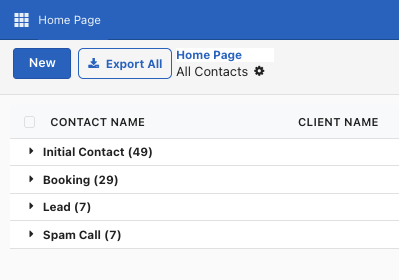 Home Page
New
Export All
Home Page
All Contacts
CONTACT NAME CLIENT NAME
Initial Contact (49)
Booking (29)
Lead (7)
Spam Call (7)